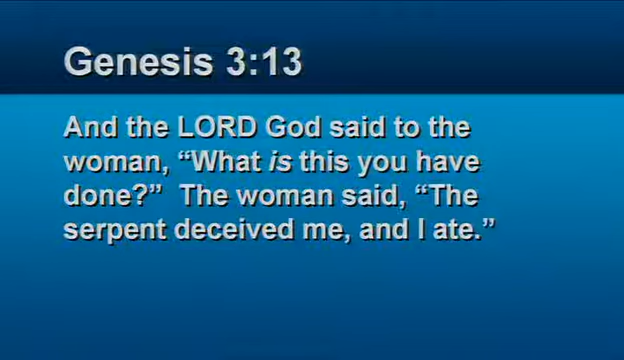 Genesis 3:13
And the LORD God said to the
woman, “What is this you have
done?”  The woman said, “The
serpent deceived me, and I ate.”